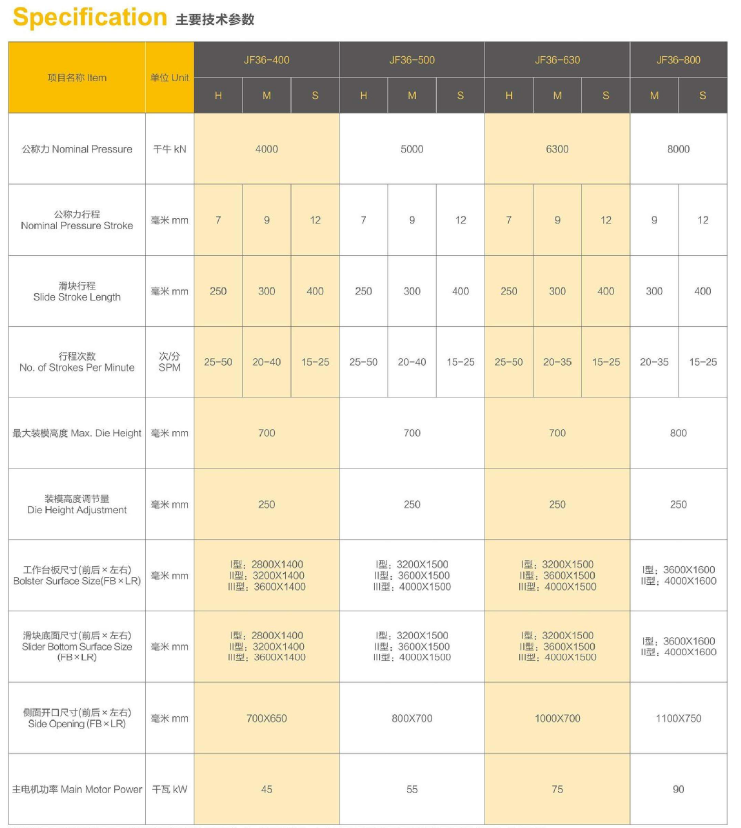 Specification 主要技术参数
项目名称 Item 单位 Unit JF36-400 JF36-500 JF36-630 JF36-800
H M S H M S H M S M S
公称力 Nominal Pressure 千牛 kN 4000 5000 6300 8000
公称力行程
Nominal Pressure Stroke 毫米 mm 7 9 12 7 9 12 7 9 12 9 12
滑块行程
Slide Stroke Length 毫米 mm 250 300 400 250 300 400 250 300 400 300 400
行程次数
No. of Strokes Per Minute
次/分
SPM
25-50 20-40 15-25 25-50 20-40 15-25 25-50 20-35 15-25 20-35 15-25
最大装模高度 Max. Die Height 毫米 mm 700 700 700 800
装模高度调节量
Die Height Adjustment 毫米 mm 250 250 250 250
工作台板尺寸(前后×左右)
Bolster Surface Size(FB×LR)
毫米 mm
I型: 2800X1400
II型: 3200X1400
III型: 3600X1400
I型: 3200X1500
II型: 3600X1500
III型: 4000X1500
I型: 3200X1500
II型: 3600X1500
III型: 4000X1500
I型: 3600X1600
II型: 4000X1600
滑块底面尺寸(前后×左右)
Slider Bottom Surface Size
(FB×LR)
毫米 mm
I型: 2800X1400
II型: 3200X1400
III型: 3600X1400
I型: 3200X1500
II型: 3600X1500
III型: 4000X1500
I型: 3200X1500
II型: 3600X1500
III型: 4000X1500
I型: 3600X1600
II型: 4000X1600
侧面开口尺寸(前后×左右)
Side Opening (FB×LR)
毫米 mm 700X650 800X700 1000X700 1100X750
主电机功率 Main Motor Power 千瓦 kW 45 55 75 90